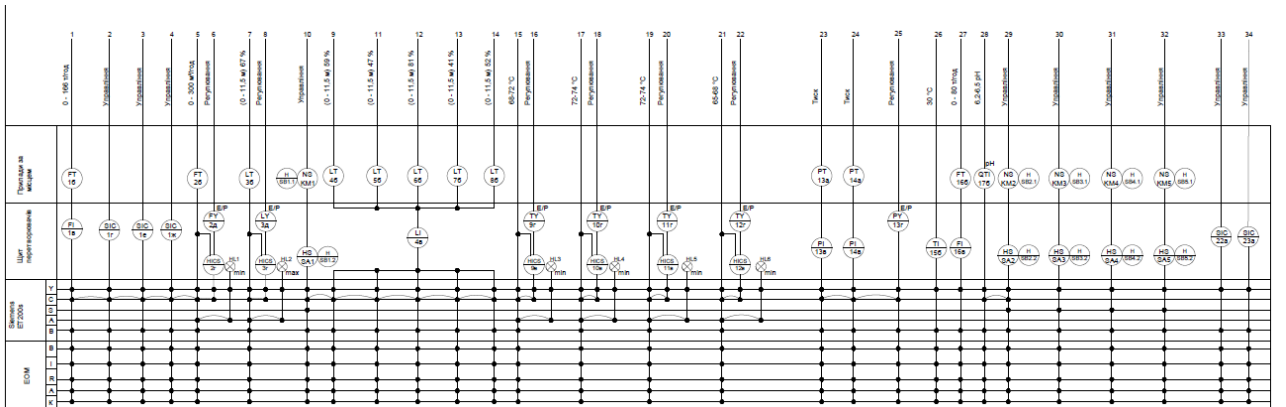 1 2 3 4 5 6 7 8 10 9 11 12 13 14 15 16 17 18 19 20 21 22 23 24 25 26 27 28 29 30 31 32 33 34
0 - 166 т/год
Управління
Управління
Управління
0 - 300 м³/год
Регулювання
(0 - 11,5 м) 67 %
Регулювання
Управління
(0 - 11,5 м) 59 %
(0 - 11,5 м) 47 %
(0 - 11,5 м) 81 %
(0 - 11,5 м) 41 %
(0 - 11,5 м) 52 %
68-72 °C
Регулювання
72-74 °C
Регулювання
72-74 °C
Регулювання
65-68 °C
Регулювання
Тиск
Тиск
Регулювання
30 °C
0 - 80 т/год
6,2-6,5 pH
Управління
Управління
Управління
Управління
Управління
Управління
Прилади за місцем
FT 1б
FT 2б
LT 3б
H SB1.1
NS KM1
LT 4б
LT 5б
LT 6б
LT 7б
LT 8б
PT 13а
PT 14а
FT 16б
pH
QTI 17б
NS KM2
H SB2.1
NS KM3
H SB3.1
NS KM4
H SB4.1
NS KM5
H SB5.1
Щит перетворювачів
FI 1в
SIC 1г
SIC 1е
SIC 1ж
E/P
FY 2д
HICS 2г
HL1
min
E/P
LY 3д
HICS 3г
HL2
max
HS SA1
H SB1.2
LI 4в
E/P
TY 9г
HICS 9в
HL3
min
E/P
TY 10г
HICS 10в
HL4
min
E/P
TY 11г
HICS 11в
HL5
min
E/P
TY 12г
HICS 12в
HL6
min
PI 13в
PI 14в
E/P
PY 13г
TI 15б
FI 16в
HS SA2
H SB2.2
HS SA3
H SB3.2
HS SA4
H SB4.2
HS SA5
H SB5.2
SIC 22а
SIC 23а
Siemens ET200s
У
С
S
А
В
ЕОМ
В
І
R
А
К